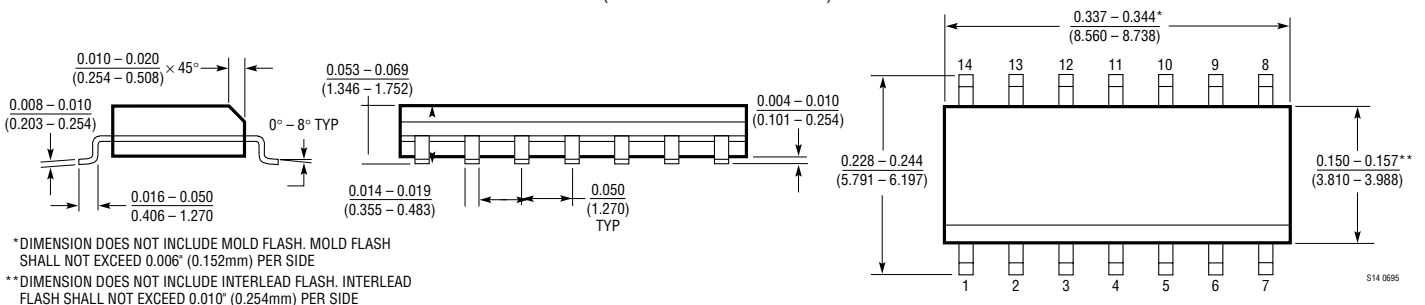 0.337 – 0.344*
(8.560 – 8.738)
0.010 – 0.020
(0.254 – 0.508)
× 45°
0.053 – 0.069
(1.346 – 1.752)
14 13 12 11 10 9 8
0.008 – 0.010
(0.203 – 0.254)
0° – 8° TYP
0.004 – 0.010
(0.101 – 0.254)
0.228 – 0.244
(5.791 – 6.197)
0.150 – 0.157**
(3.810 – 3.988)
0.016 – 0.050
0.406 – 1.270
0.014 – 0.019
(0.355 – 0.483)
0.050
(1.270)
TYP
*DIMENSION DOES NOT INCLUDE MOLD FLASH. MOLD FLASH
SHALL NOT EXCEED 0.006" (0.152mm) PER SIDE
**DIMENSION DOES NOT INCLUDE INTERLEAD FLASH. INTERLEAD
FLASH SHALL NOT EXCEED 0.010" (0.254mm) PER SIDE
1 2 3 4 5 6 7
S14 0695